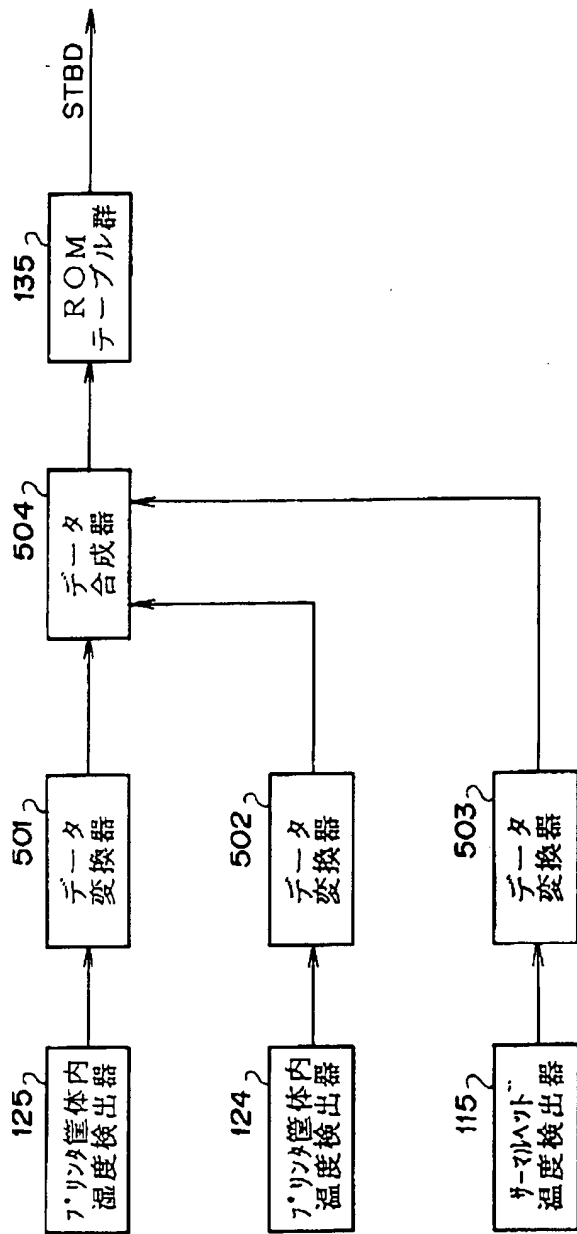 125
プリンタ筐体内
湿度検出器
501
データ
変換器
504
データ
合成器
135
ROM
テーブル群
STBD
124
プリンタ筐体内
温度検出器
502
データ
変換器
115
サーマルヘッド
温度検出器
503
データ
変換器